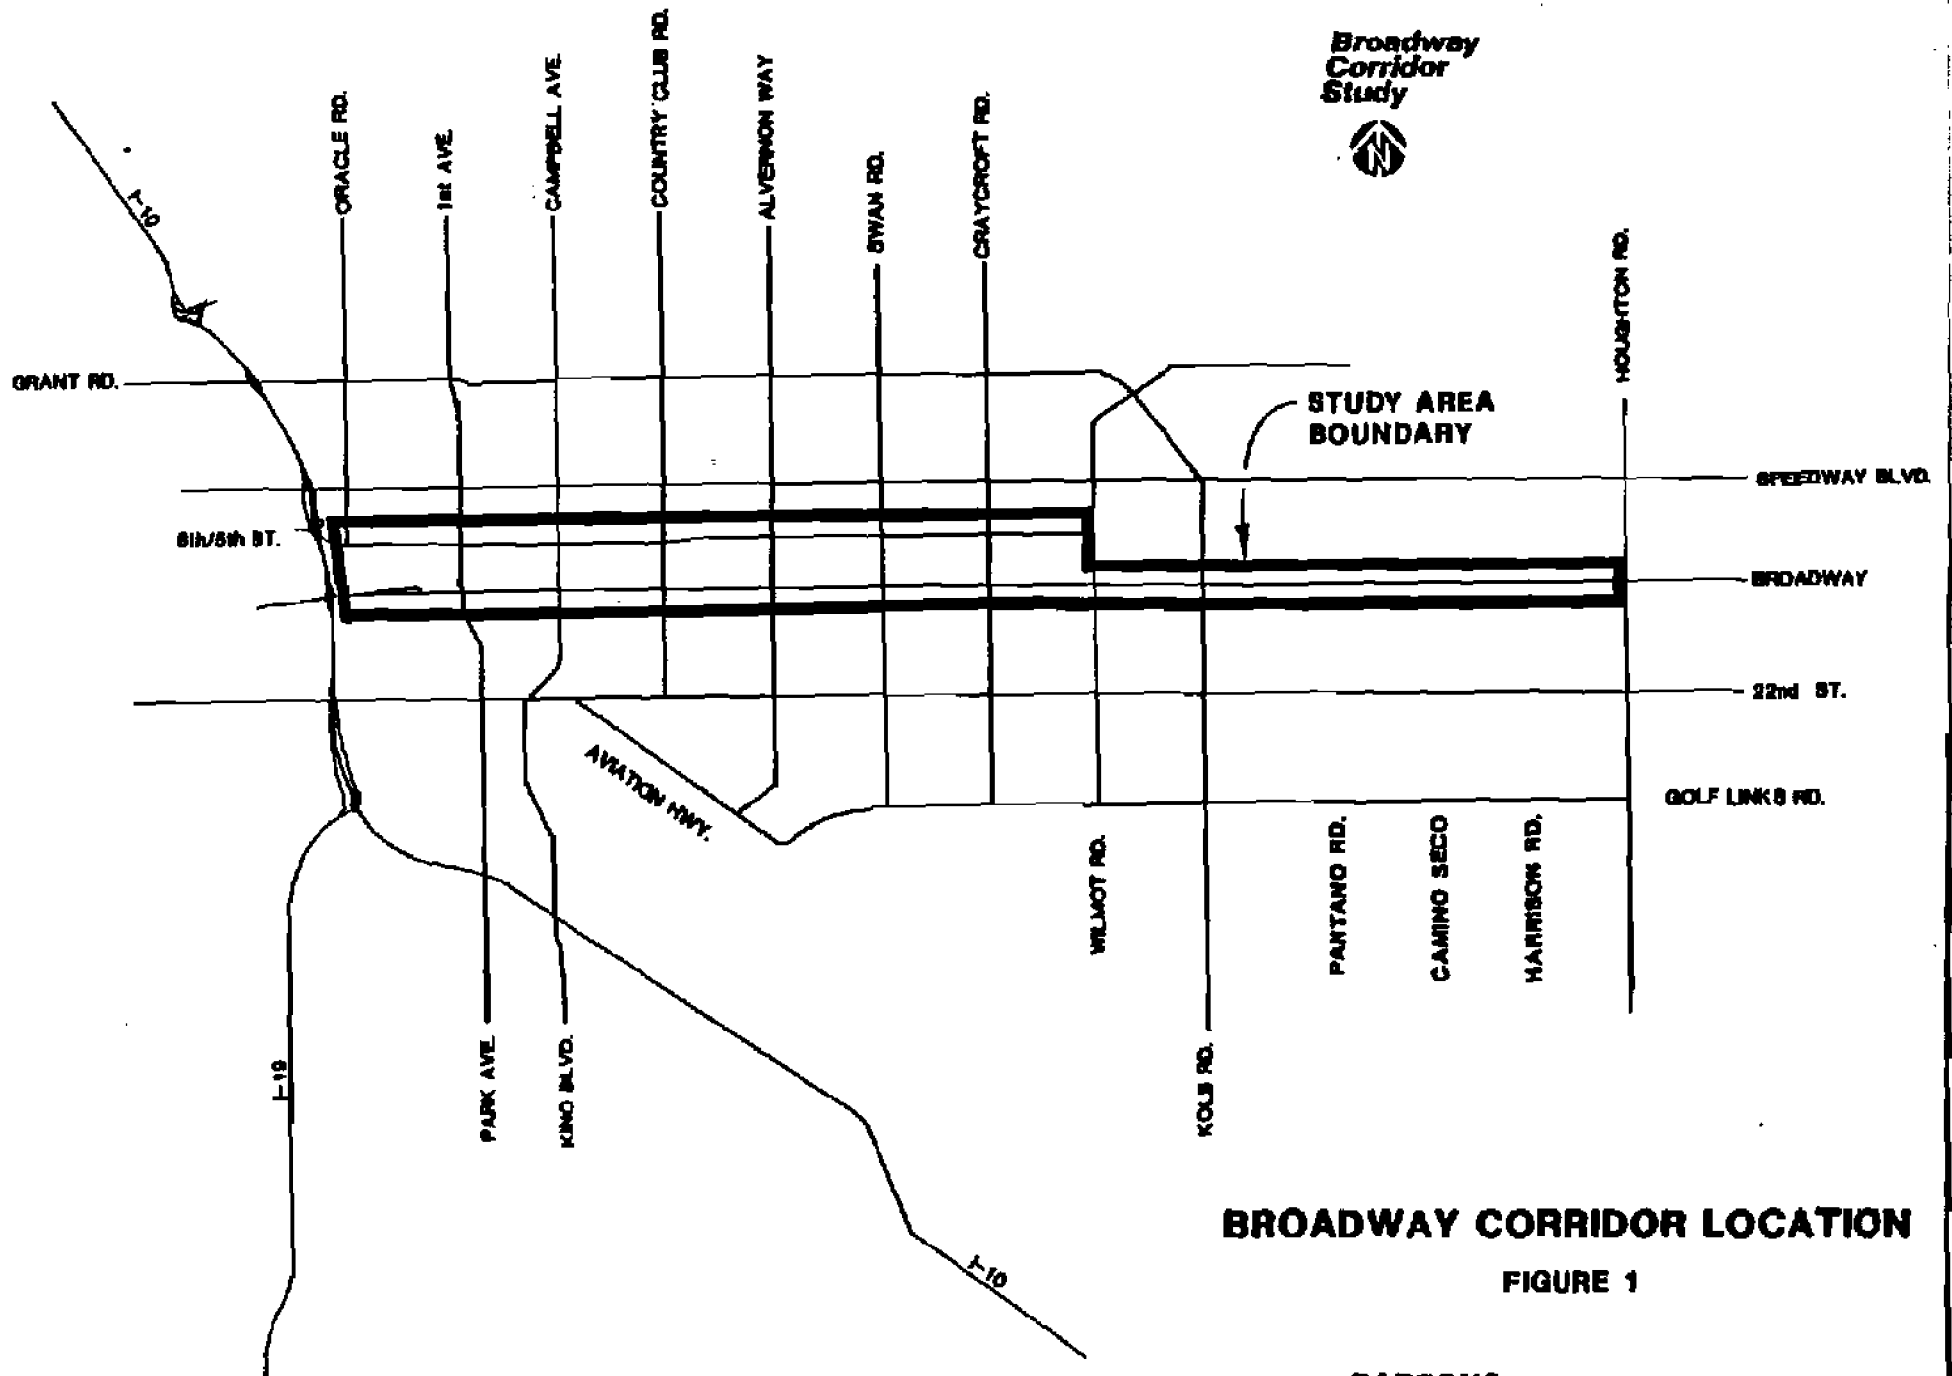 Broadway
Corridor
Study
N
ORACLE RD.
1st AVE.
CAMPBELL AVE.
COUNTRY CLUB RD.
ALVERNON WAY
SWAN RD.
CRAYCROFT RD.
HOUGHTON RD.
I-10
GRANT RD.
STUDY AREA
BOUNDARY
SPEEDWAY BLVD.
6th/5th ST.
BROADWAY
22nd ST.
AVIATION HWY.
GOLF LINKS RD.
WILMOT RD.
PANTANO RD.
CAMINO SECO
HARRISON RD.
I-19
PARK AVE.
KINO BLVD.
KOLB RD.
I-10
BROADWAY CORRIDOR LOCATION
FIGURE 1